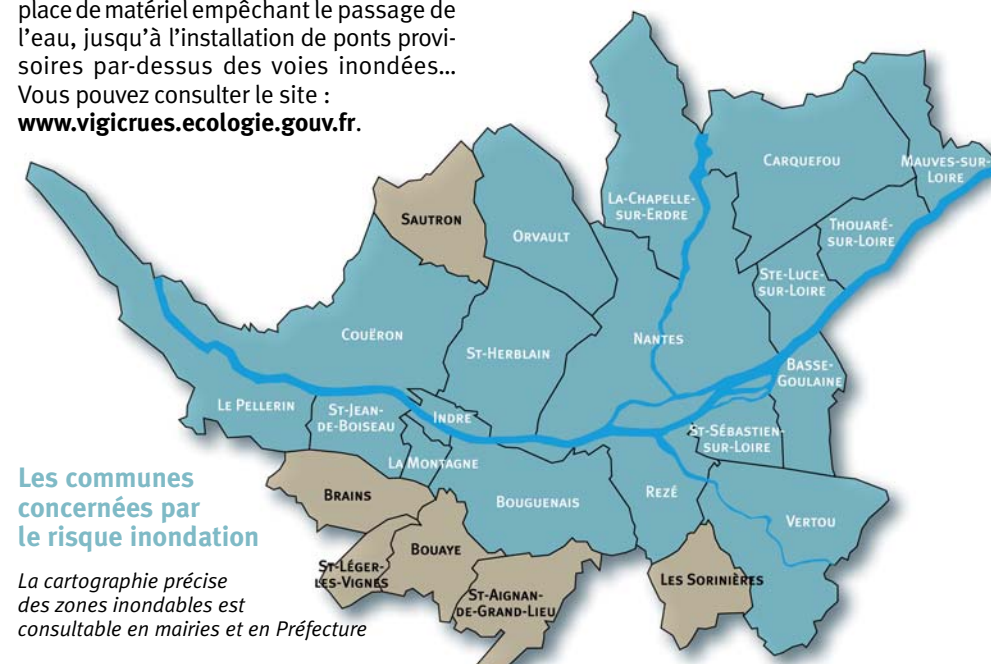 place de matériel empêchant le passage de
l'eau, jusqu'à l'installation de ponts provi-
soires par-dessus des voies inondées...
Vous pouvez consulter le site :
www.vigicrues.ecologie.gouv.fr.
SAUTRON
ORVAULT
LA-CHAPELLE-
SUR-ERDRE
CARQUEFOU
MAUVES-SUR-
LOIRE
THOUARÉ-
SUR-LOIRE
STE-LUCE-
SUR-LOIRE
COUËRON
ST-HERBLAIN
NANTES
BASSE-
GOULAINE
LE PELLERIN
ST-JEAN-
DE-BOISEAU
INDRE
ST-SÉBASTIEN-
SUR-LOIRE
LA MONTAGNE
BRAINS
BOUGUENAIS
REZÉ
VERTOU
BOUAYE
ST-LÉGER-
LES-VIGNES
ST-AIGNAN-
DE-GRAND-LIEU
LES SORINIÈRES
Les communes
concernées par
le risque inondation
La cartographie précise
des zones inondables est
consultable en mairies et en Préfecture